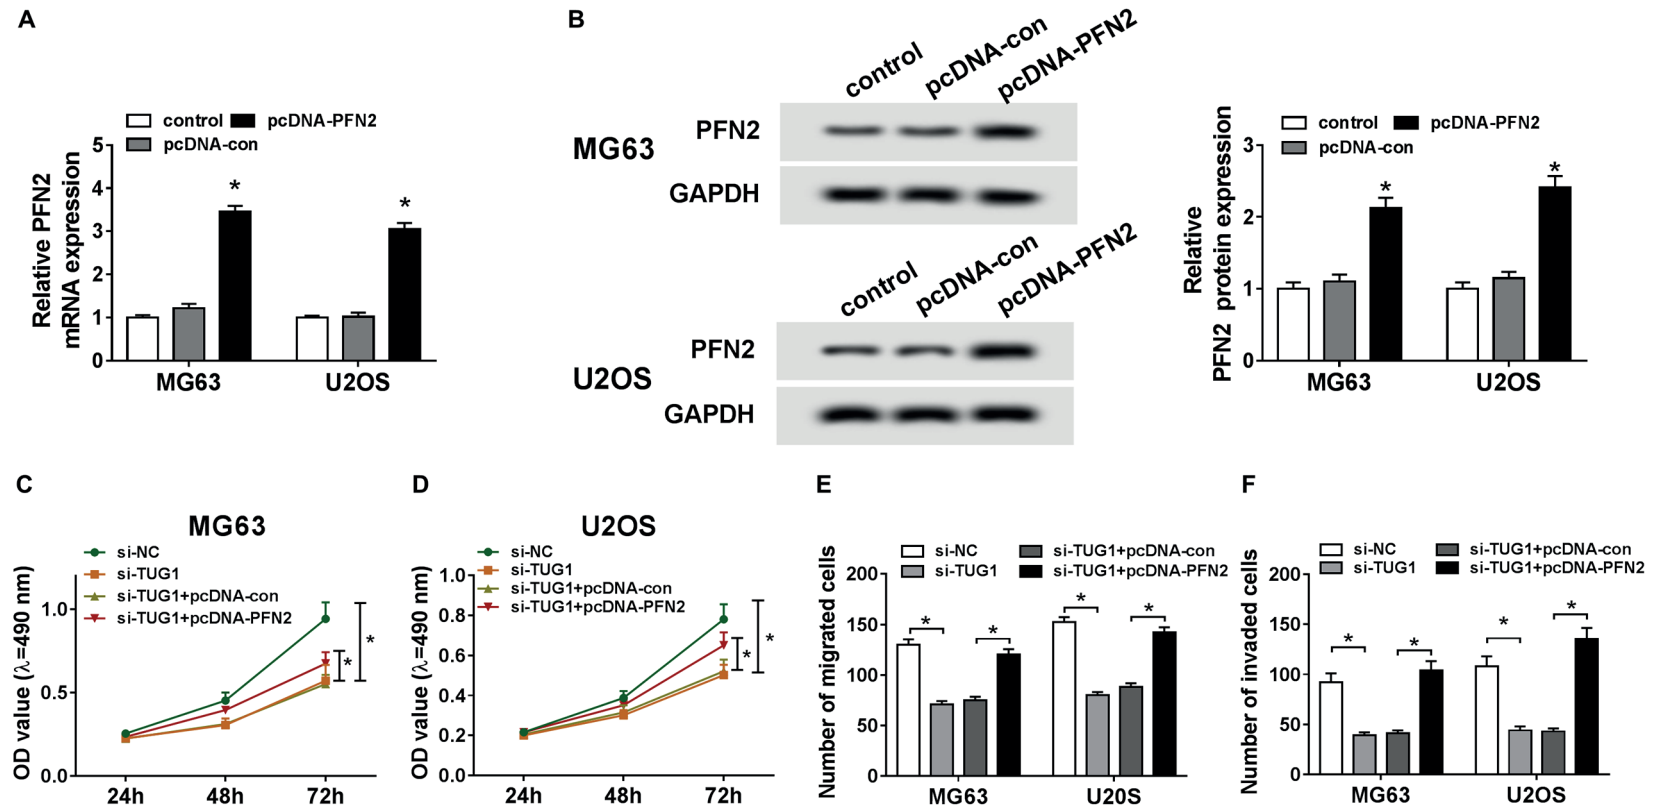 A
control pcDNA-PFN2
pcDNA-con
Relative PFN2
mRNA expression
5
4
3
2
1
0
*
*
MG63 U2OS
B
control pcDNA-con pcDNA-PFN2
MG63
PFN2
GAPDH
control pcDNA-con pcDNA-PFN2
U2OS
PFN2
GAPDH
control pcDNA-PFN2
pcDNA-con
Relative
PFN2 protein expression
3
2
1
0
*
*
MG63 U2OS
C
MG63
si-NC
si-TUG1
si-TUG1+pcDNA-con
si-TUG1+pcDNA-PFN2
OD value (λ=490 nm)
1.0
0.5
0.0
*
*
24h 48h 72h
D
U2OS
si-NC
si-TUG1
si-TUG1+pcDNA-con
si-TUG1+pcDNA-PFN2
OD value (λ=490 nm)
1.0
0.8
0.6
0.4
0.2
0.0
*
*
24h 48h 72h
E
si-NC si-TUG1+pcDNA-con
si-TUG1 si-TUG1+pcDNA-PFN2
Number of migrated cells
200
150
100
50
0
*
*
*
*
MG63 U20S
F
si-NC si-TUG1+pcDNA-con
si-TUG1 si-TUG1+pcDNA-PFN2
Number of invaded cells
200
150
100
50
0
*
*
*
*
MG63 U2OS